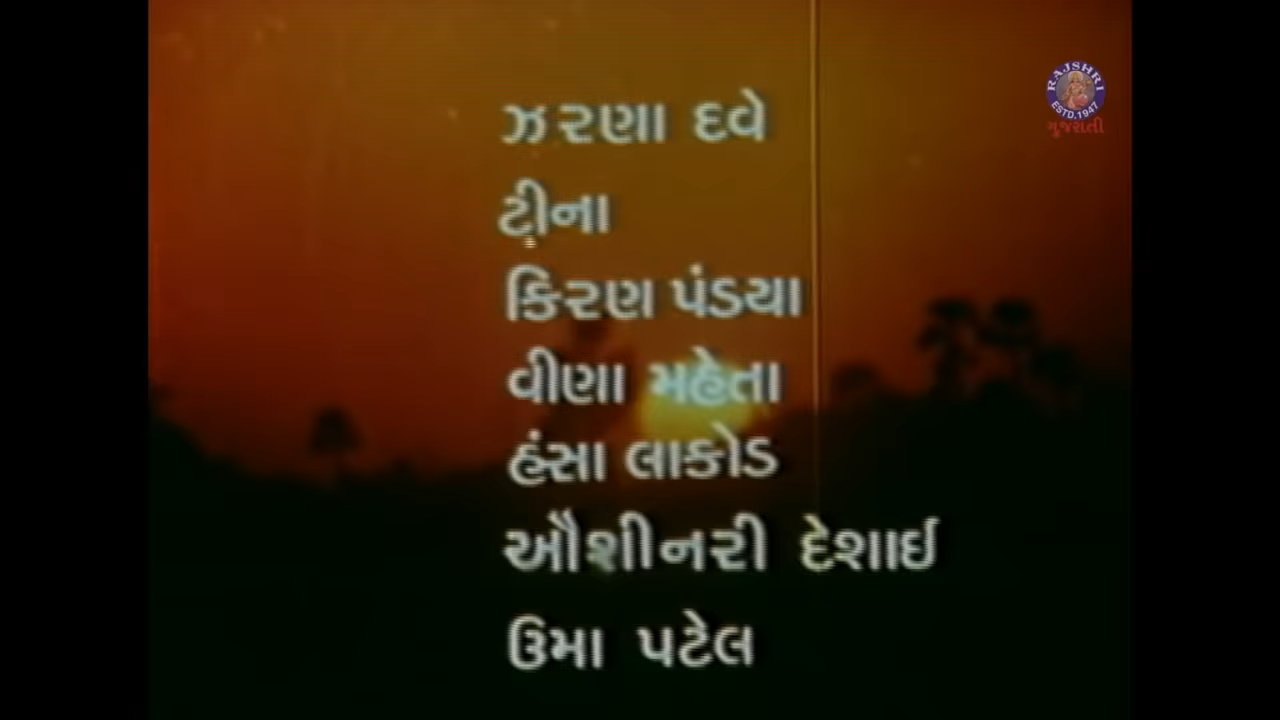 RAJSHRI
ESTD.1947
ગુજરાતી
ઝરણા દવે
ટીના
કિરણ પંડયા
વીણા મહેતા
હંસા લાકોડ
ઔશીનરી દેશાઈ
ઉમા પટેલ